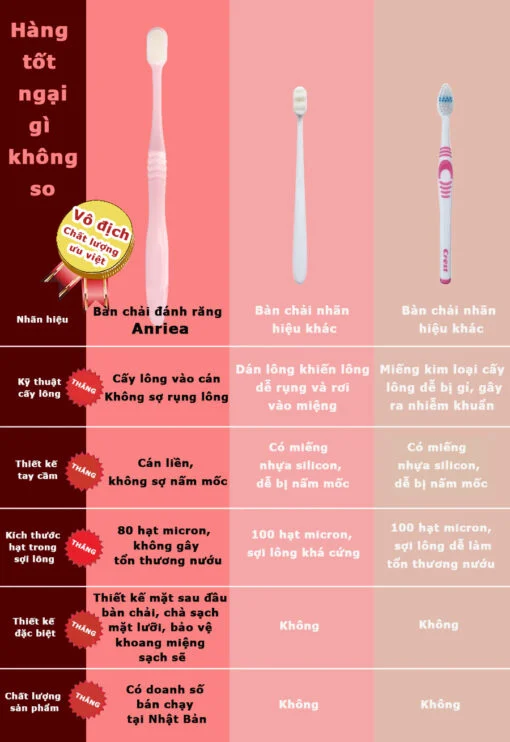 Hàng
tốt
ngại
gì
không
so
Vô địch
Chất lượng
ưu việt
Crest
Nhãn hiệu
Bàn chải đánh răng
Anriea
Bàn chải nhãn
hiệu khác
Bàn chải nhãn
hiệu khác
Kỹ thuật
cấy lông
THẮNG
Cấy lông vào cán
Không sợ rụng lông
Dán lông khiến lông
dễ rụng và rơi
vào miệng
Miếng kim loại cấy
lông dễ bị gỉ, gây
ra nhiễm khuẩn
Thiết kế
tay cầm
THẮNG
Cán liền,
không sợ nấm mốc
Có miếng
nhựa silicon,
dễ bị nấm mốc
Có miếng
nhựa silicon,
dễ bị nấm mốc
Kích thước
hạt trong
sợi lông
THẮNG
80 hạt micron,
không gây
tổn thương nướu
100 hạt micron,
sợi lông khá cứng
100 hạt micron,
sợi lông dễ làm
tổn thương nướu
Thiết kế
đặc biệt
THẮNG
Thiết kế mặt sau đầu
bàn chải, chà sạch
mặt lưỡi, bảo vệ
khoang miệng
sạch sẽ
Không
Không
Chất lượng
sản phẩm
THẮNG
Có doanh số
bán chạy
tại Nhật Bản
Không
Không